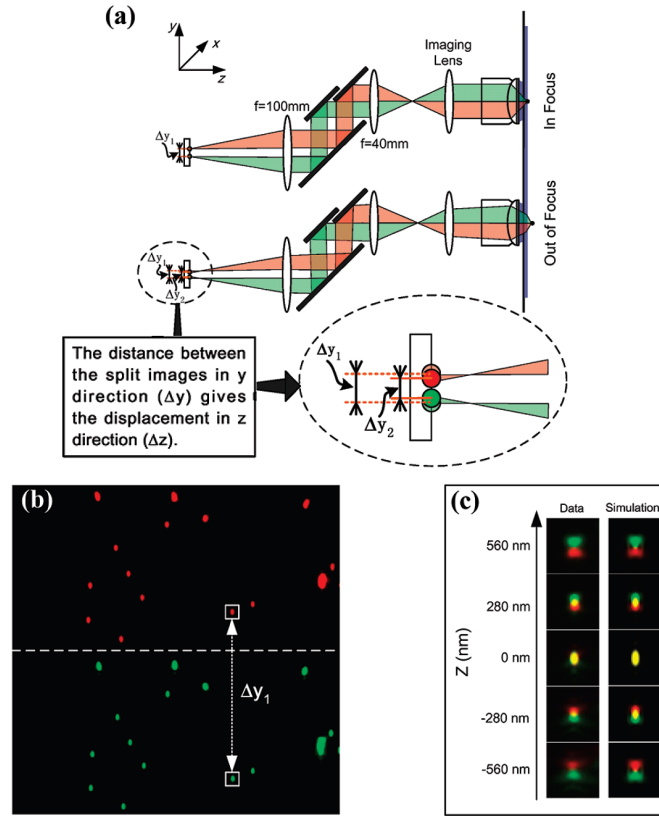 (a)
y
x
z
Imaging
Lens
f=100mm
f=40mm
Δy1
In Focus
Out of Focus
Δy1
Δy2
The distance between
the split images in y
direction (Δy) gives
the displacement in z
direction (Δz).
Δy1
Δy2
(b)
Δy1
(c)
Data
Simulation
Z (nm)
560 nm
280 nm
0 nm
-280 nm
-560 nm